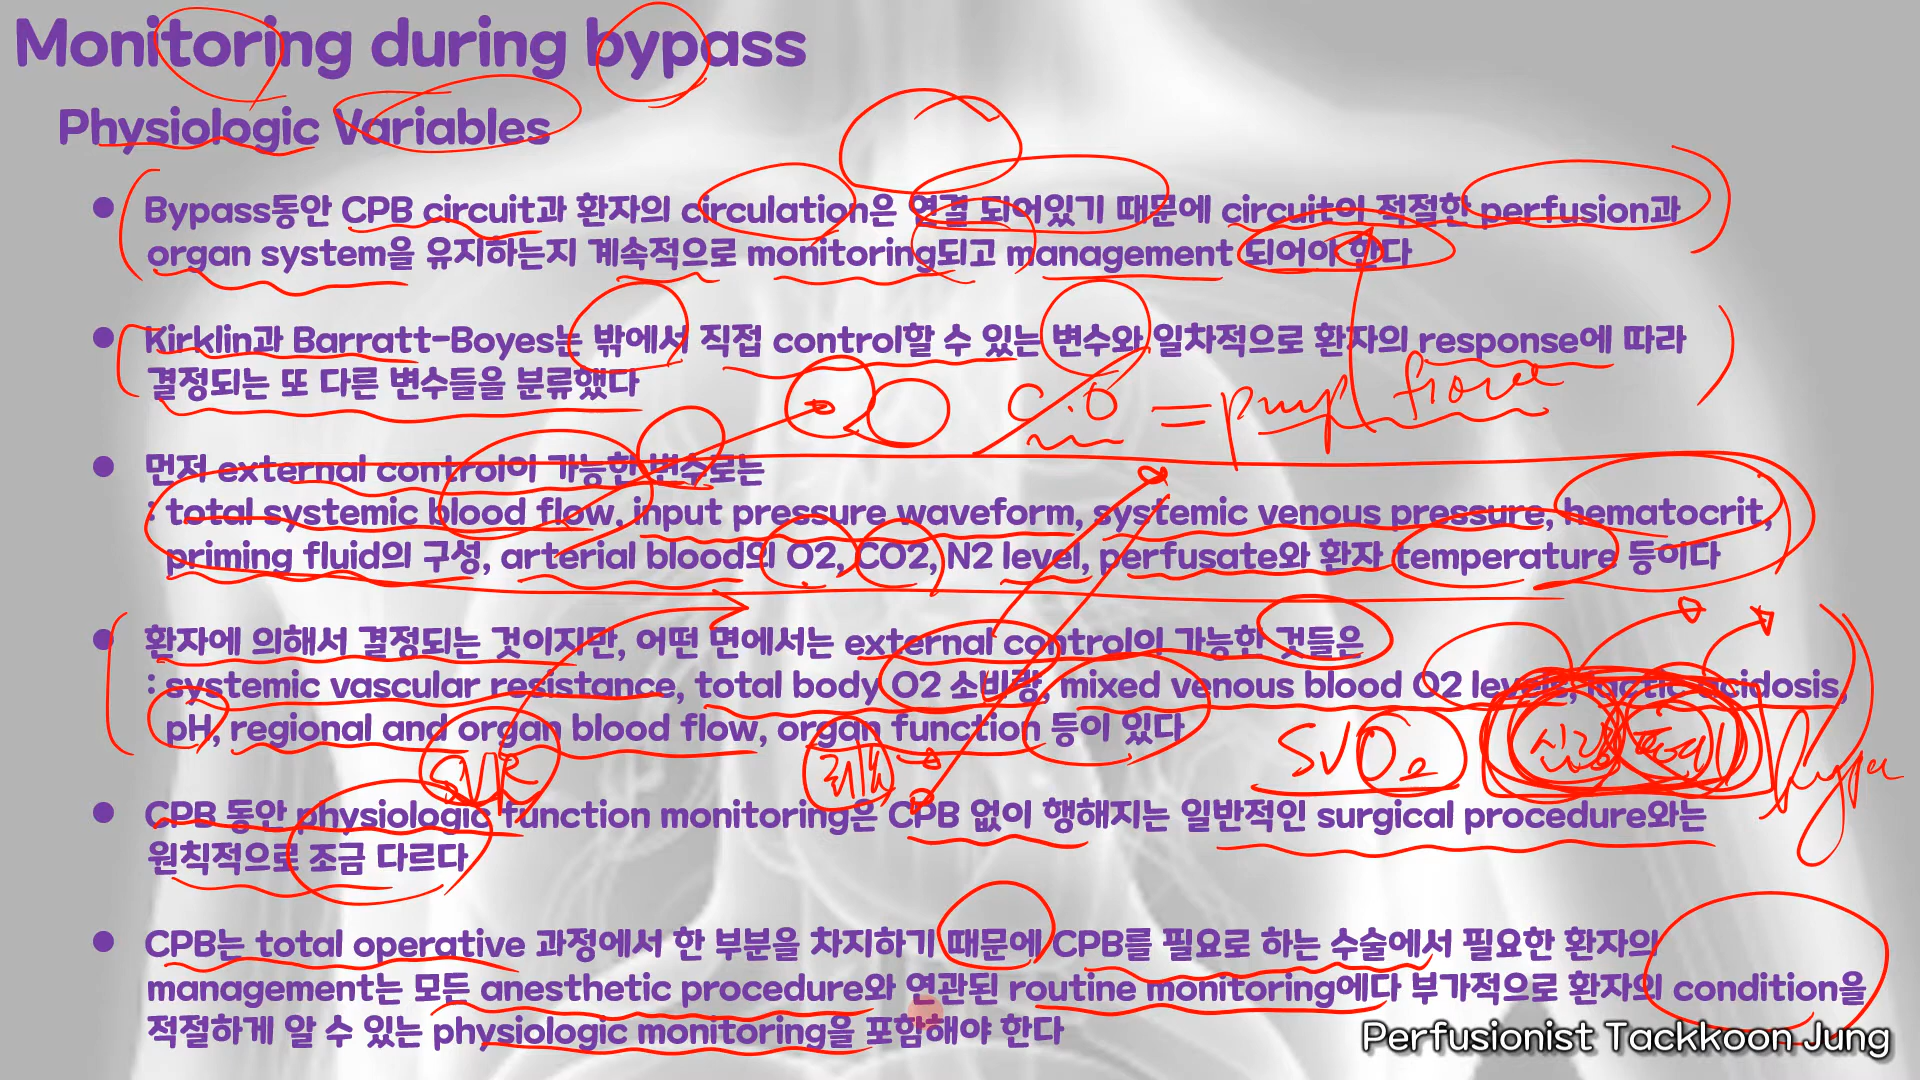 Monitoring during bypass
Physiologic Variables
● Bypass동안 CPB circuit과 환자의 circulation은 연결 되어있기 때문에 circuit이 적절한 perfusion과
organ system을 유지하는지 계속적으로 monitoring되고 management 되어야 한다
● Kirklin과 Barratt-Boyes는 밖에서 직접 control할 수 있는 변수와 일차적으로 환자의 response에 따라
결정되는 또 다른 변수들을 분류했다
C.O = pump
● 먼저 external control이 가능한 변수로는
: total systemic blood flow, input pressure waveform, systemic venous pressure, hematocrit,
priming fluid의 구성, arterial blood의 O2, CO2, N2 level, perfusate와 환자 temperature 등이다
● 환자에 의해서 결정되는 것이지만, 어떤 면에서는 external control이 가능한 것들은
: systemic vascular resistance, total body O2 소비량, mixed venous blood O2 levels, lactic acidosis,
pH, regional and organ blood flow, organ function 등이 있다
SVR
SVO2
● CPB 동안 physiologic function monitoring은 CPB 없이 행해지는 일반적인 surgical procedure와는
원칙적으로 조금 다르다
● CPB는 total operative 과정에서 한 부분을 차지하기 때문에 CPB를 필요로 하는 수술에서 필요한 환자의
management는 모든 anesthetic procedure와 연관된 routine monitoring에다 부가적으로 환자의 condition을
적절하게 알 수 있는 physiologic monitoring을 포함해야 한다
Perfusionist Tackkoon Jung